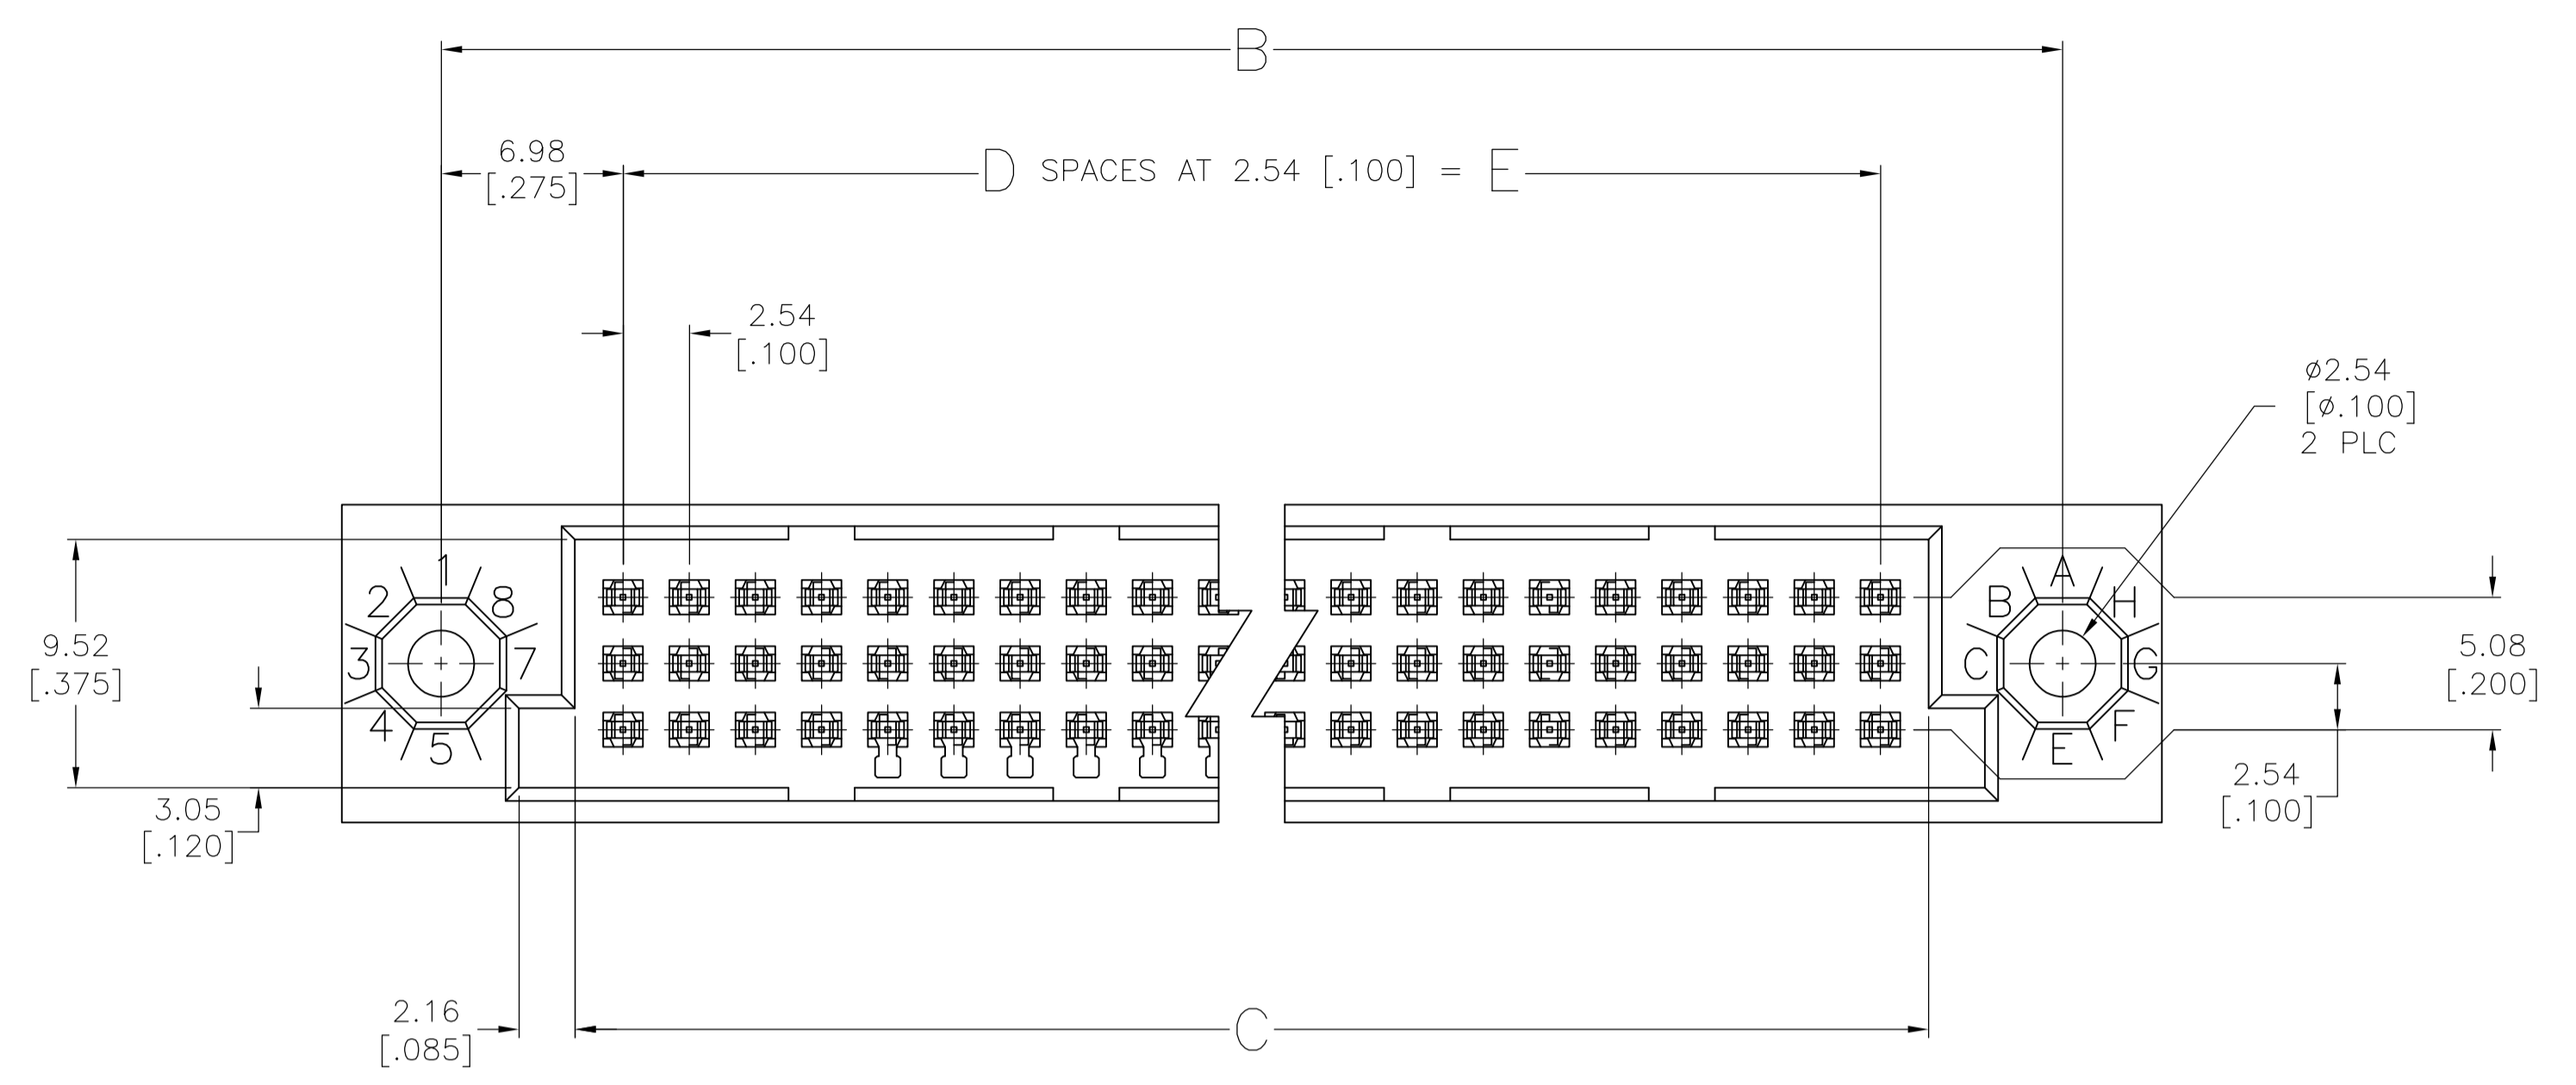 B
6.98
[.275]
D SPACES AT 2.54 [.100] = E
2.54
[.100]
ø2.54
[ø.100]
2 PLC
1
2
8
3
7
4
5
A
B
H
C
G
F
E
9.52
[.375]
5.08
[.200]
3.05
[.120]
2.54
[.100]
2.16
[.085]
C